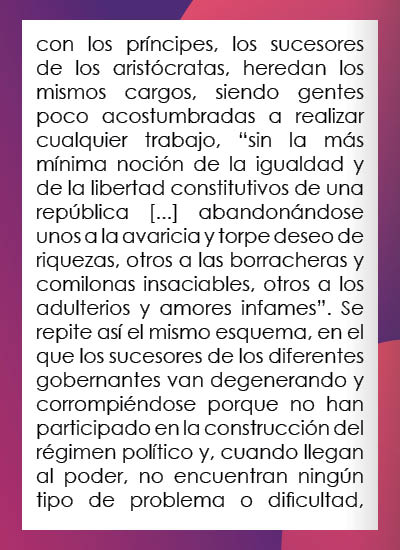 con los príncipes, los sucesores
de los aristócratas, heredan los
mismos cargos, siendo gentes
poco acostumbradas a realizar
cualquier trabajo, “sin la más
mínima noción de la igualdad y
de la libertad constitutivos de una
república [...] abandonándose
unos a la avaricia y torpe deseo de
riquezas, otros a las borracheras y
comilonas insaciables, otros a los
adulterios y amores infames”. Se
repite así el mismo esquema, en el
que los sucesores de los diferentes
gobernantes van degenerando y
corrompiéndose porque no han
participado en la construcción del
régimen político y, cuando llegan
al poder, no encuentran ningún
tipo de problema o dificultad,